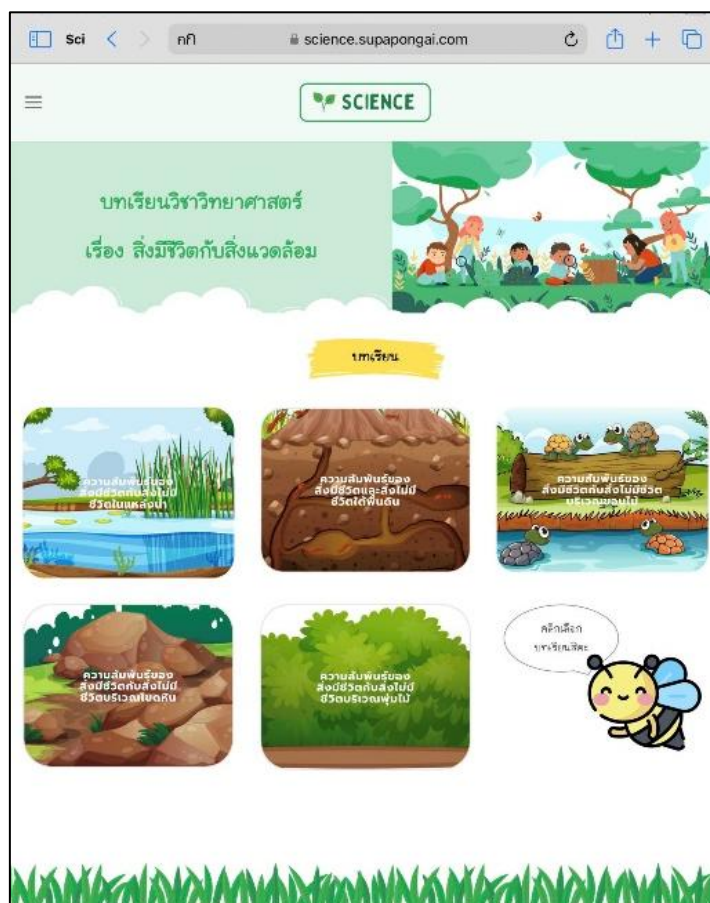 Sci
กกิ
science.supapongai.com
SCIENCE
บทเรียนวิชาวิทยาศาสตร์
เรื่อง สิ่งมีชีวิตกับสิ่งแวดล้อม
บทเรียน
ความสัมพันธ์ของ
สิ่งมีชีวิตกับสิ่งไม่มี
ชีวิตในแหล่งน้ำ
ความสัมพันธ์ของ
สิ่งมีชีวิตและสิ่งไม่มี
ชีวิตใต้พื้นดิน
ความสัมพันธ์ของ
สิ่งมีชีวิตกับสิ่งไม่มีชีวิต
บริเวณขอนไม้
ความสัมพันธ์ของ
สิ่งมีชีวิตกับสิ่งไม่มี
ชีวิตบริเวณโขดหิน
ความสัมพันธ์ของ
สิ่งมีชีวิตกับสิ่งไม่มี
ชีวิตบริเวณพุ่มไม้
คลิกเลือก
บทเรียนสิคะ